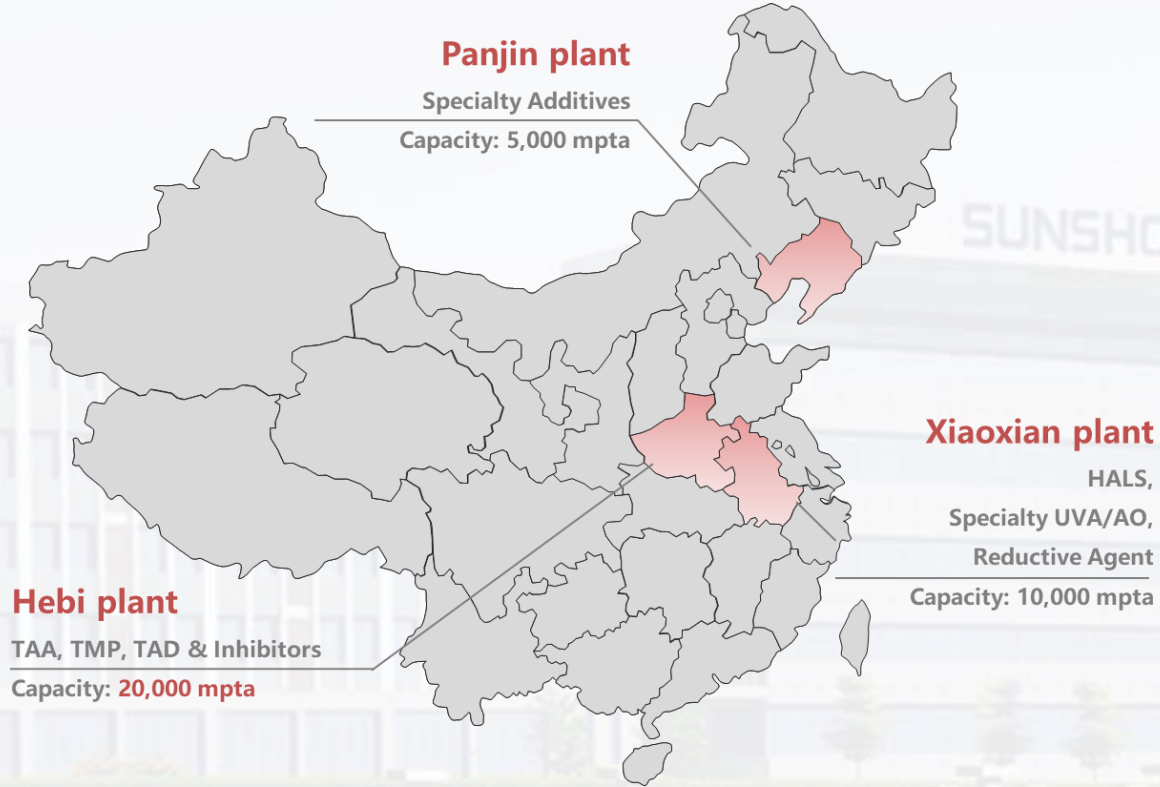 Panjin plant
Specialty Additives
Capacity: 5,000 mpta
SUNSHO
Xiaoxian plant
HALS,
Specialty UVA/AO,
Reductive Agent
Capacity: 10,000 mpta
Hebi plant
TAA, TMP, TAD & Inhibitors
Capacity: 20,000 mpta